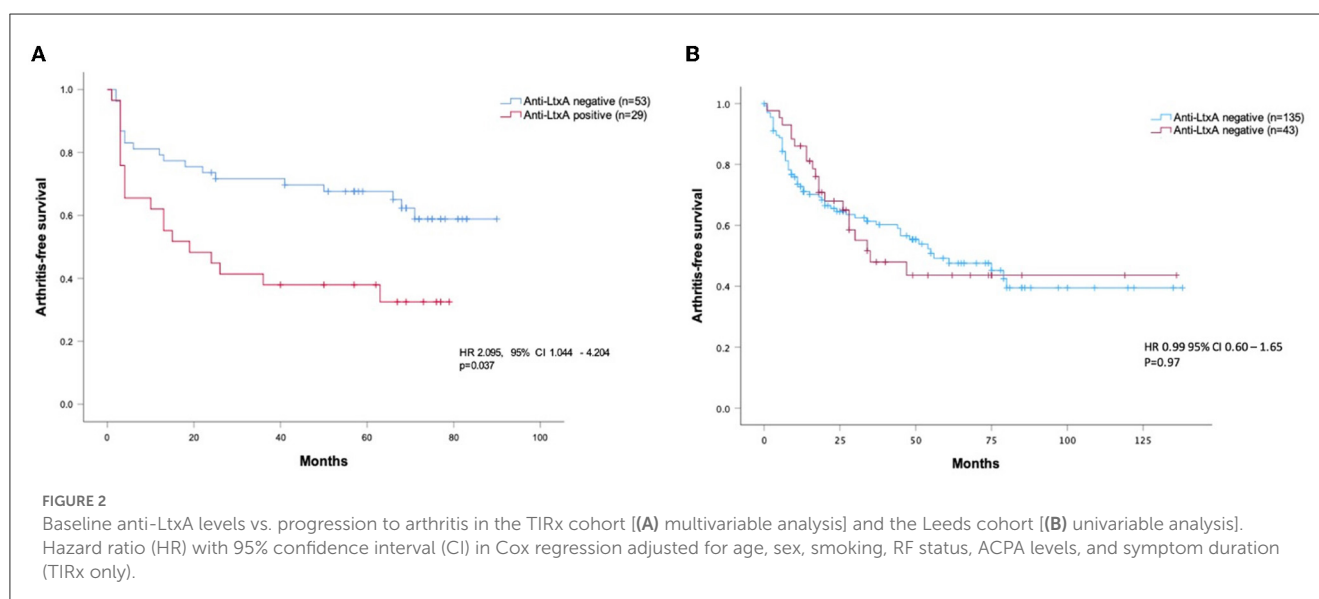 A
1.0
0.8
0.6
0.4
0.2
0.0
Arthritis-free survival
Anti-LtxA negative (n=53)
Anti-LtxA positive (n=29)
HR 2.095, 95% CI 1.044 - 4.204
p=0.037
0 20 40 60 80 100
Months
B
1.0
0.8
0.6
0.4
0.2
0.0
Arthritis-free survival
Anti-LtxA negative (n=135)
Anti-LtxA negative (n=43)
HR 0.99 95% CI 0.60 – 1.65
P=0.97
0 25 50 75 100 125
Months
FIGURE 2
Baseline anti-LtxA levels vs. progression to arthritis in the TIRx cohort [(A) multivariable analysis] and the Leeds cohort [(B) univariable analysis].
Hazard ratio (HR) with 95% confidence interval (CI) in Cox regression adjusted for age, sex, smoking, RF status, ACPA levels, and symptom duration
(TIRx only).